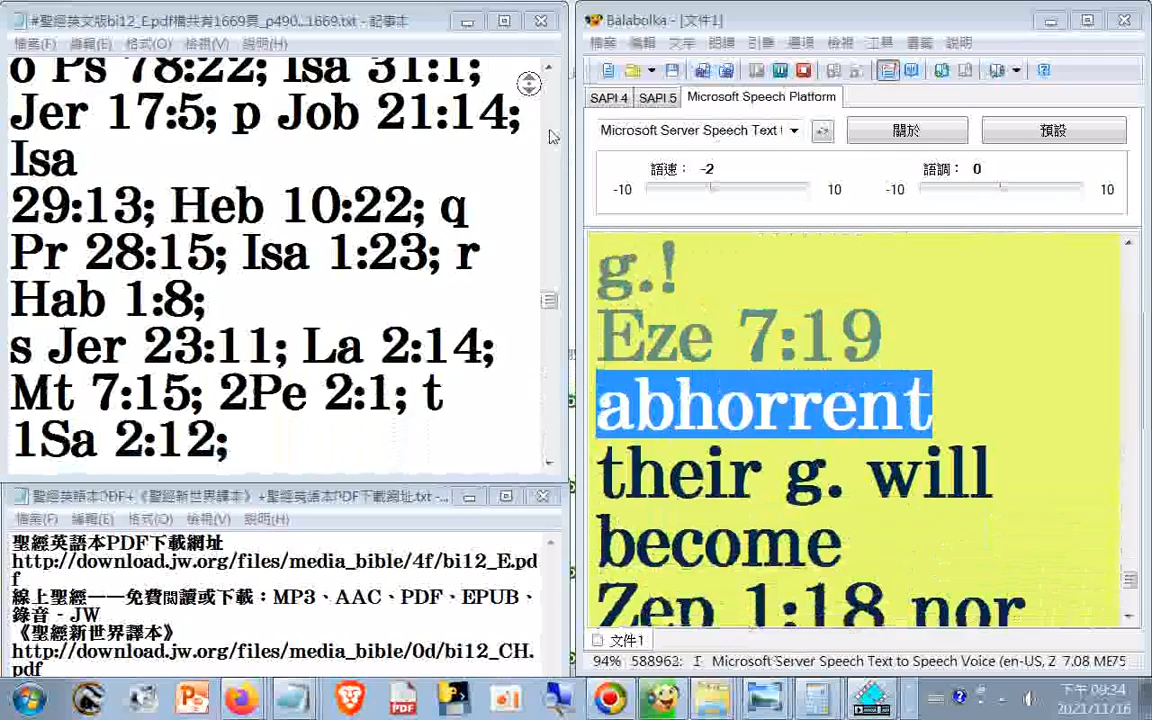 #聖經英文版bi12_E.pdf檔共有1669頁_p490...1669.txt - 記事本
檔案(F) 編輯(E) 格式(O) 檢視(V) 說明(H)
o Ps 78:22; Isa 31:1;
Jer 17:5; p Job 21:14;
Isa
29:13; Heb 10:22; q
Pr 28:15; Isa 1:23; r
Hab 1:8;
s Jer 23:11; La 2:14;
Mt 7:15; 2Pe 2:1; t
1Sa 2:12;
聖經英語本PDF+《聖經新世界譯本》+聖經英語本PDF下載網址.txt - ...
檔案(F) 編輯(E) 格式(O) 檢視(V) 說明(H)
聖經英語本PDF下載網址
http://download.jw.org/files/media_bible/4f/bi12_E.pd
f
線上聖經——免費閱讀或下載：MP3、AAC、PDF、EPUB、
錄音 - JW
《聖經新世界譯本》
http://download.jw.org/files/media_bible/0d/bi12_CH.
pdf
Balabolka - [文件1]
檔案 編輯 文字 朗讀 引擎 選項 檢視 工具 書籤 說明
SAPI 4 SAPI 5 Microsoft Speech Platform
Microsoft Server Speech Text 關於 預設
語速： -2 語調： 0
-10 10 -10 10
g.!
Eze 7:19
abhorrent
their g. will
become
Zep 1:18 nor
文件1
94% 588962: Microsoft Server Speech Text to Speech Voice (en-US, Z 7.08 ME75
PDF
下午 09:34
2021/11/16